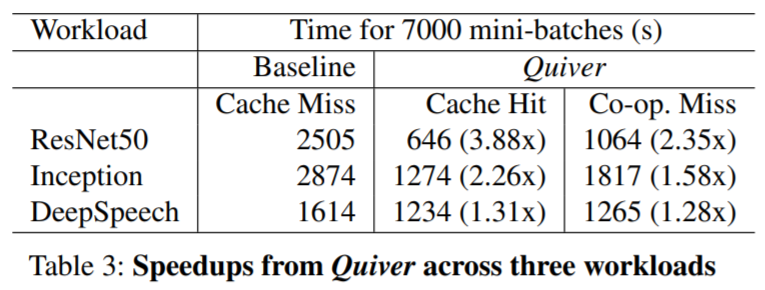 Workload Time for 7000 mini-batches (s)
Baseline Quiver
Cache Miss Cache Hit Co-op. Miss
ResNet50 2505 646 (3.88x) 1064 (2.35x)
Inception 2874 1274 (2.26x) 1817 (1.58x)
DeepSpeech 1614 1234 (1.31x) 1265 (1.28x)
Table 3: Speedups from Quiver across three workloads